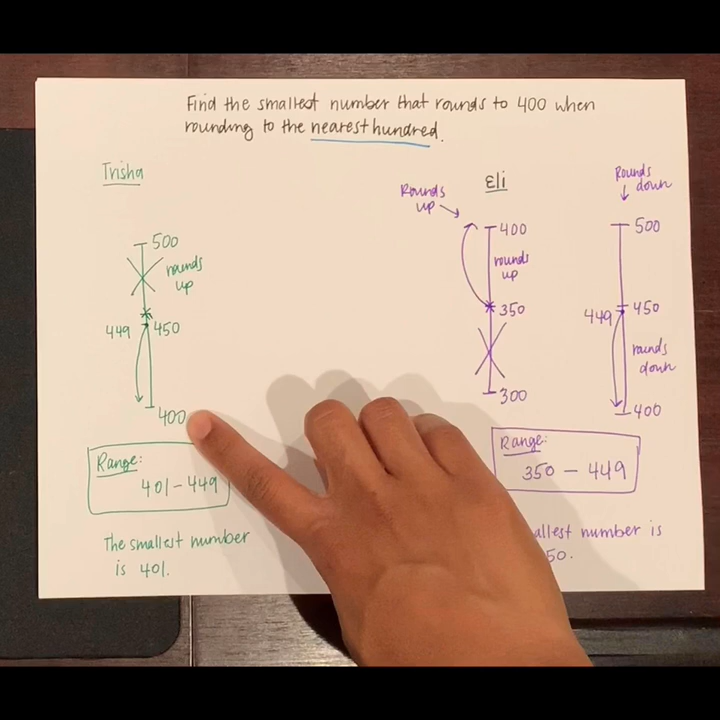 Find the smallest number that rounds to 400 when
rounding to the nearest hundred.
Trisha
500
rounds
up
449
450
400
Range:
401-449
The smallest number
is 401.
Eli
Rounds
up
400
rounds
up
350
300
Rounds
down
500
449
450
rounds
down
400
Range:
350 - 449
allest number is
50.